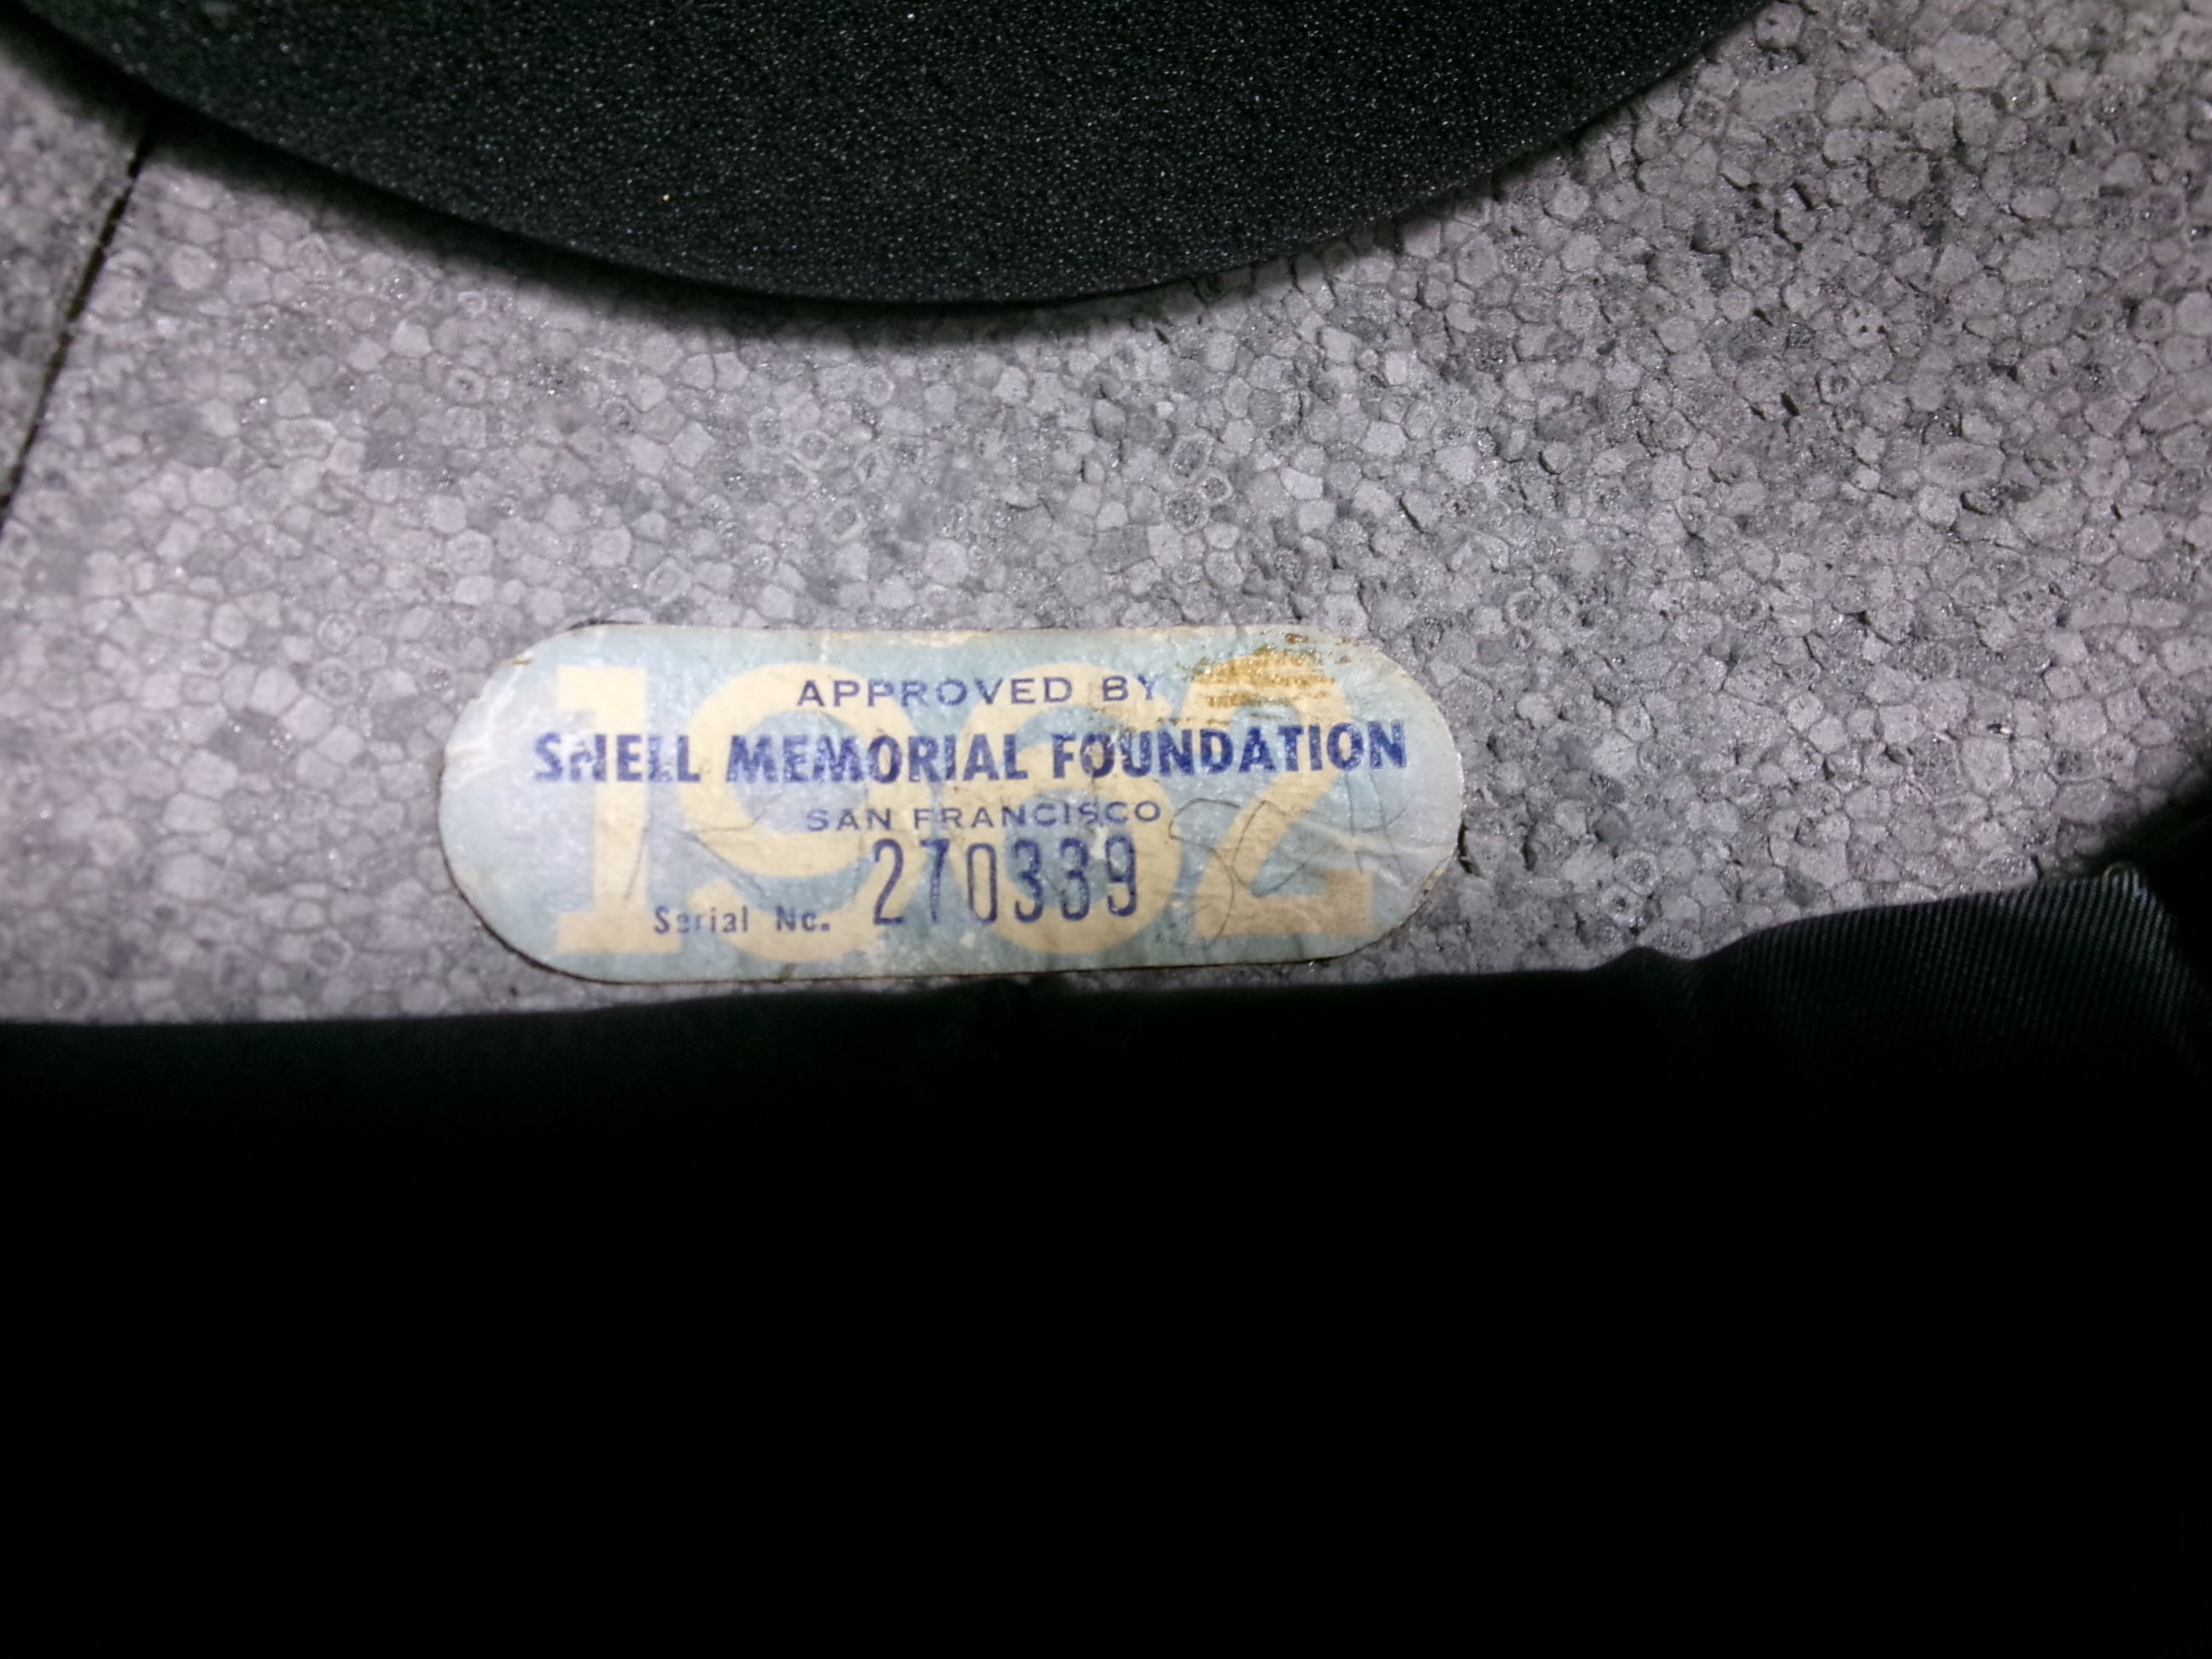 1962
APPROVED BY
SNELL MEMORIAL FOUNDATION
SAN FRANCISCO
Serial No. 270339